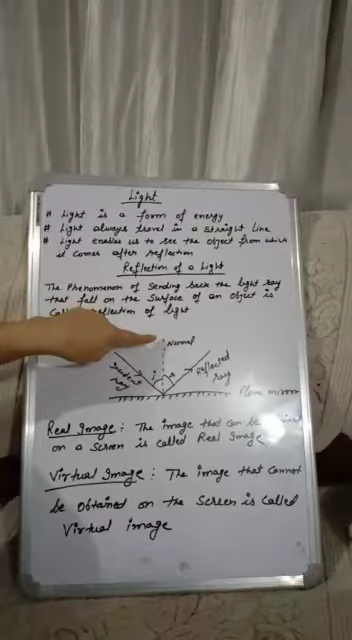 Light
# Light is a form of energy
# Light always travel in a straight Line
# Light enables us to see the object from which
it comes after reflection
Reflection of a Light
The Phenomenon of Sending back the light ray
that fall on the Surface of an object is
of light
Normal
Incident
ray
i
r
Reflected
ray
Plane mirror
Real Image : The image that can be
on a Screen is called Real Image
Virtual Image : The image that cannot
be obtained on the Screen is Called
Virtual image